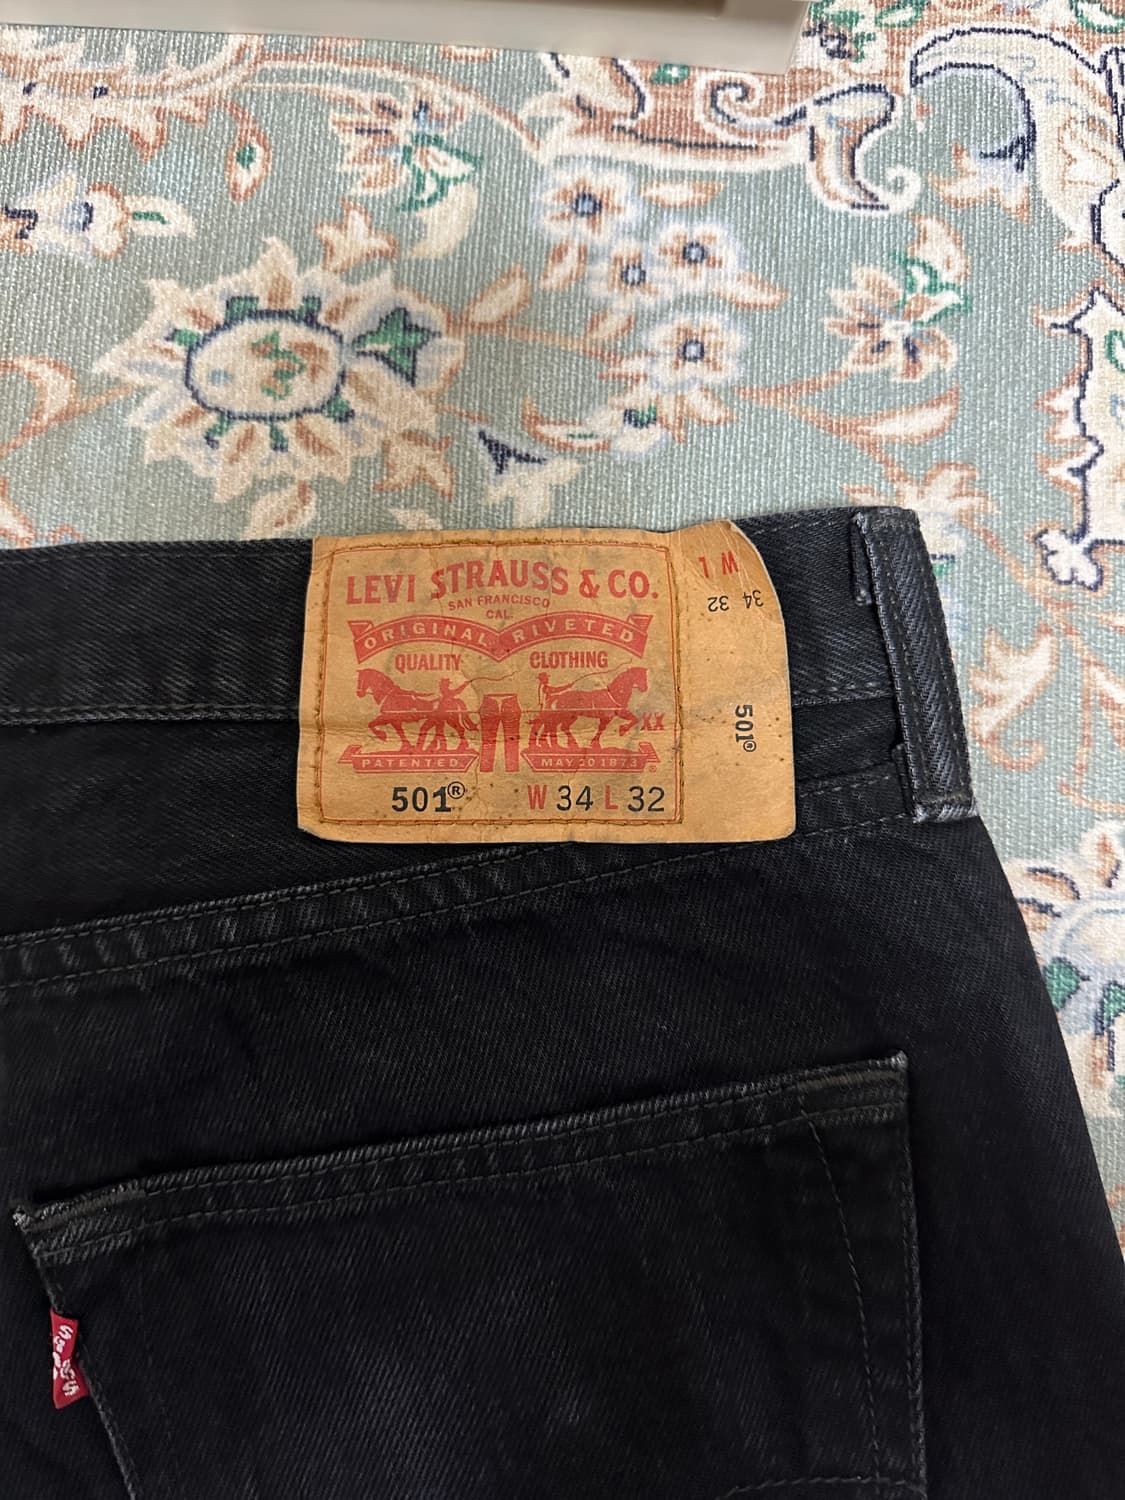 LEVI STRAUSS & CO.
SAN FRANCISCO
CAL.
ORIGINAL RIVETED
QUALITY CLOTHING
XX
PATENTED MAY 20 1873 ®
501® W 34 L 32
W L
34 32
501®
LEVI'S